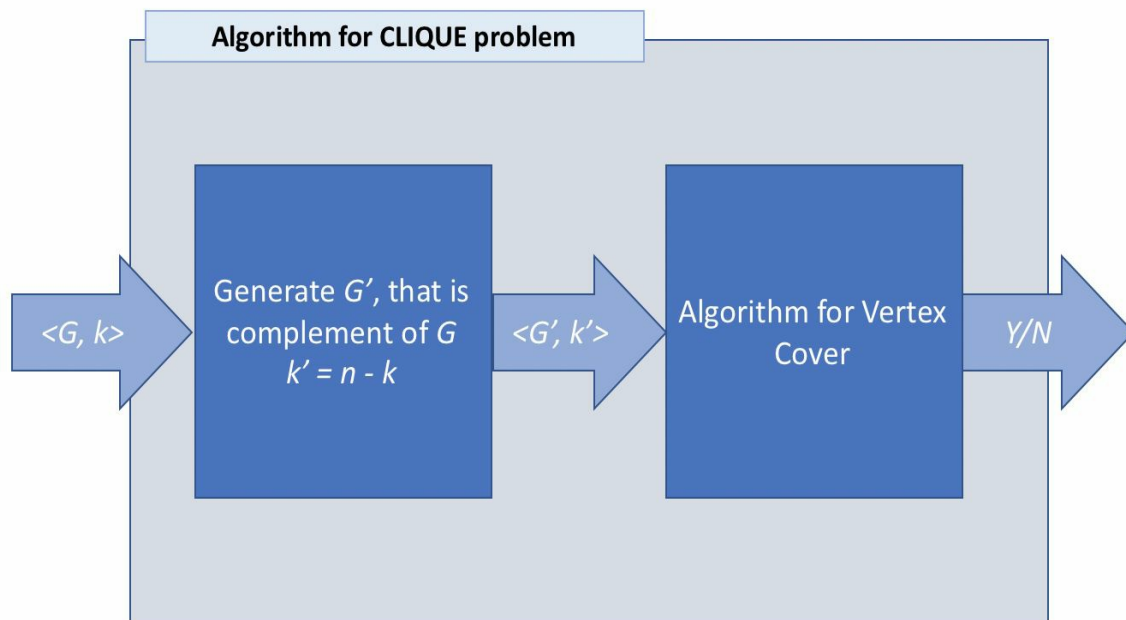 Algorithm for CLIQUE problem
<G, k>
Generate G’, that is
complement of G
k’ = n - k
<G’, k’>
Algorithm for Vertex
Cover
Y/N